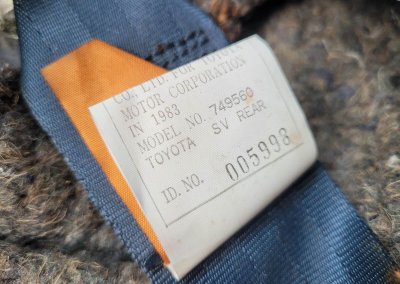 CO. LTD. FOR TOYOTA
MOTOR CORPORATION
IN 1983
MODEL NO. 749560
TOYOTA SV REAR
ID. NO. 005998